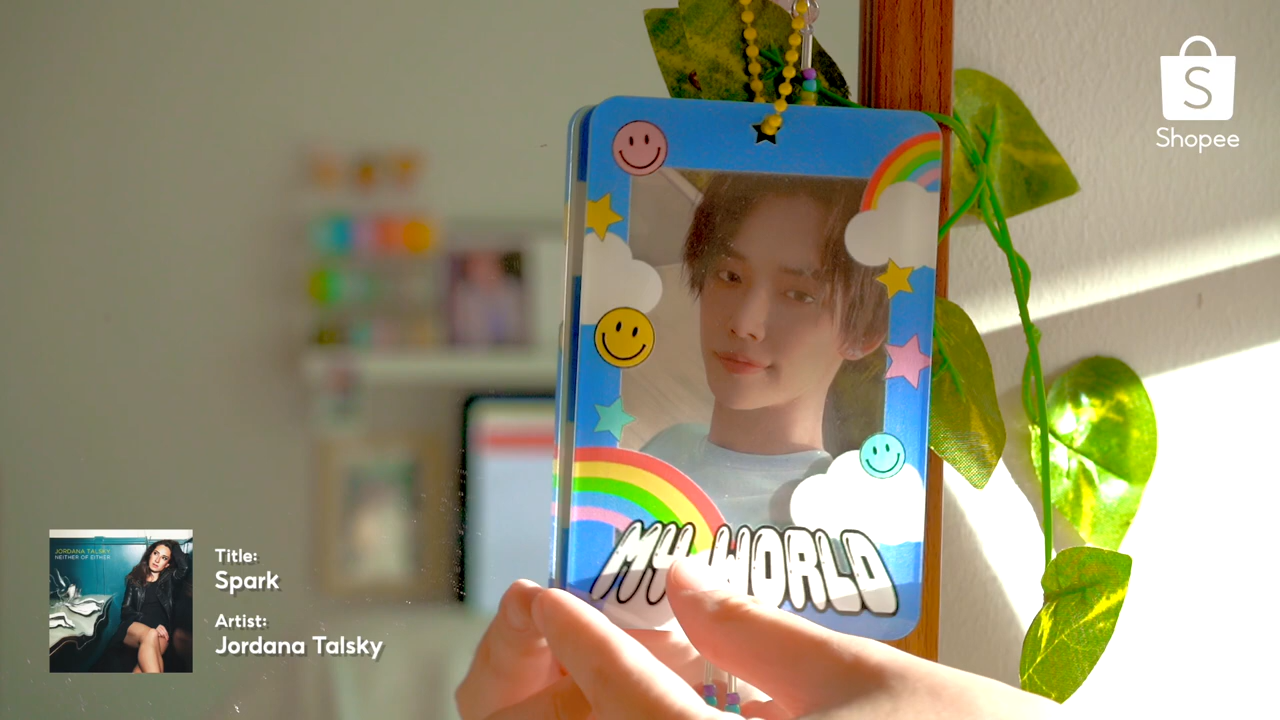 S
Shopee
MY WORLD
JORDANA TALSKY
NEITHER OF EITHER
Title:
Spark
Artist:
Jordana Talsky